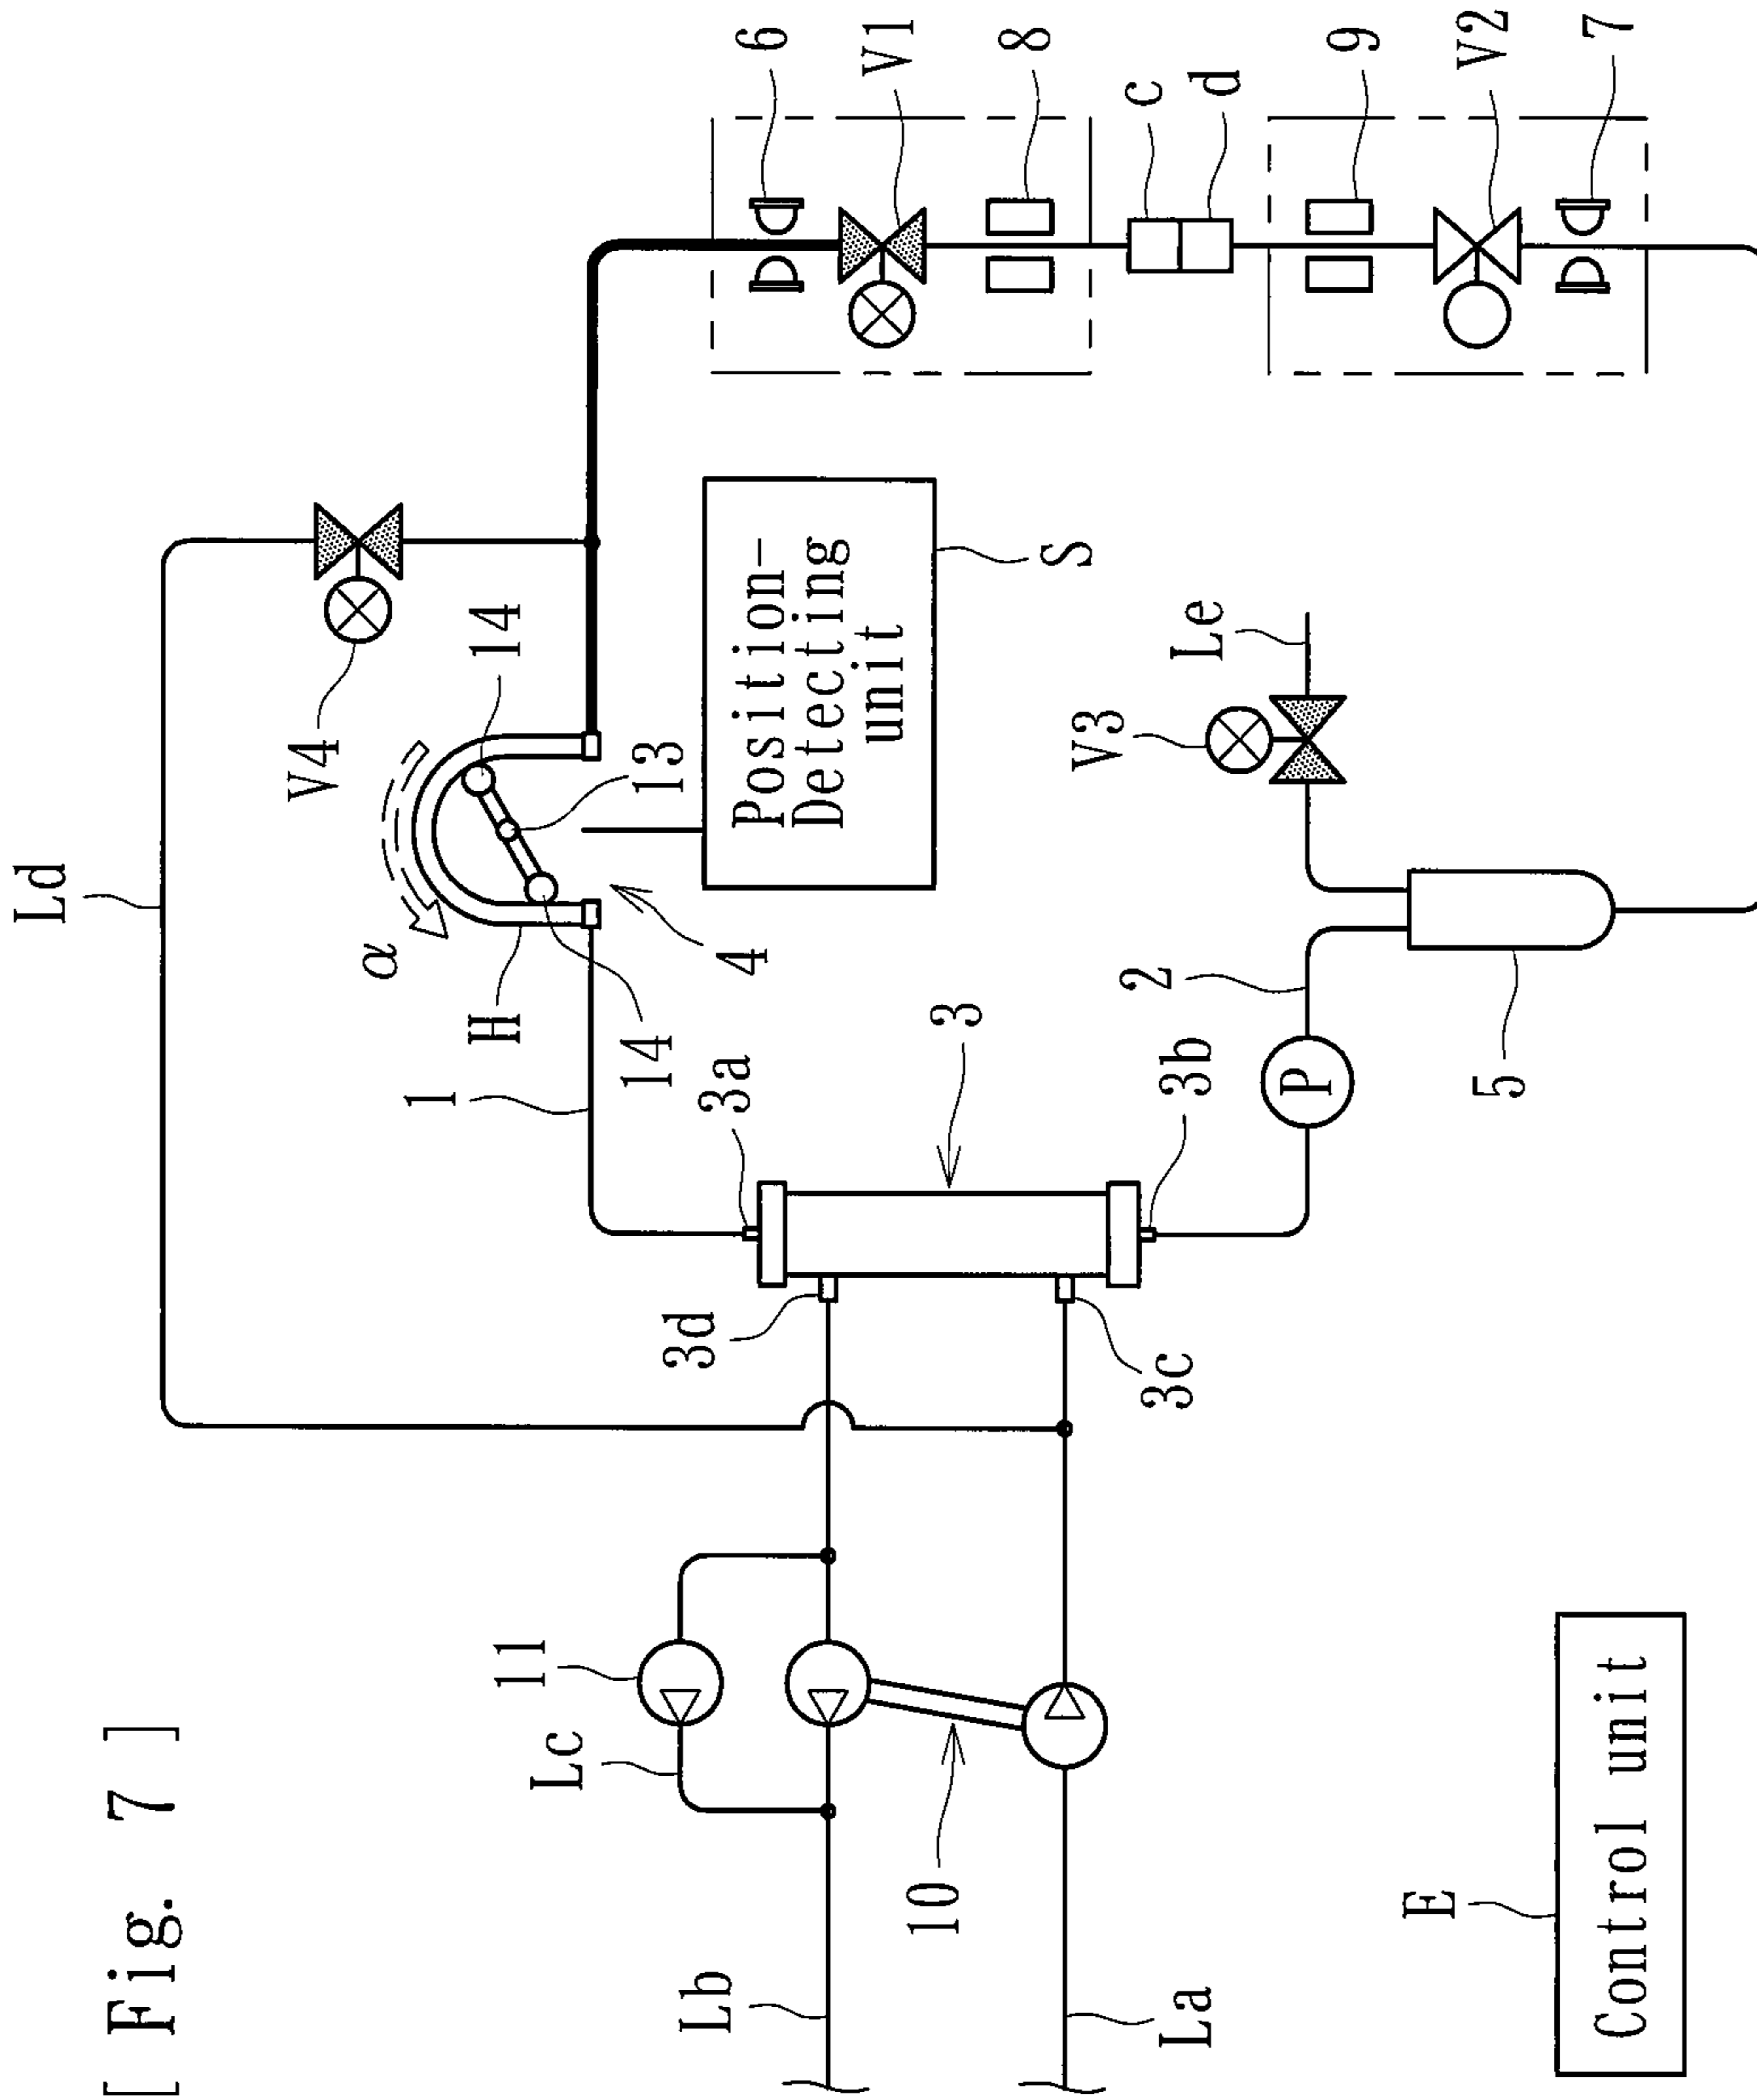 [ Fig. 7 ]
Ld
V4
α
H
14
14
13
4
1
3a
3
3b
3d
3c
Position-
Detecting
unit
S
6
V1
8
c
d
9
V2
7
Le
V3
2
P
5
11
Lc
10
Lb
La
E
Control unit